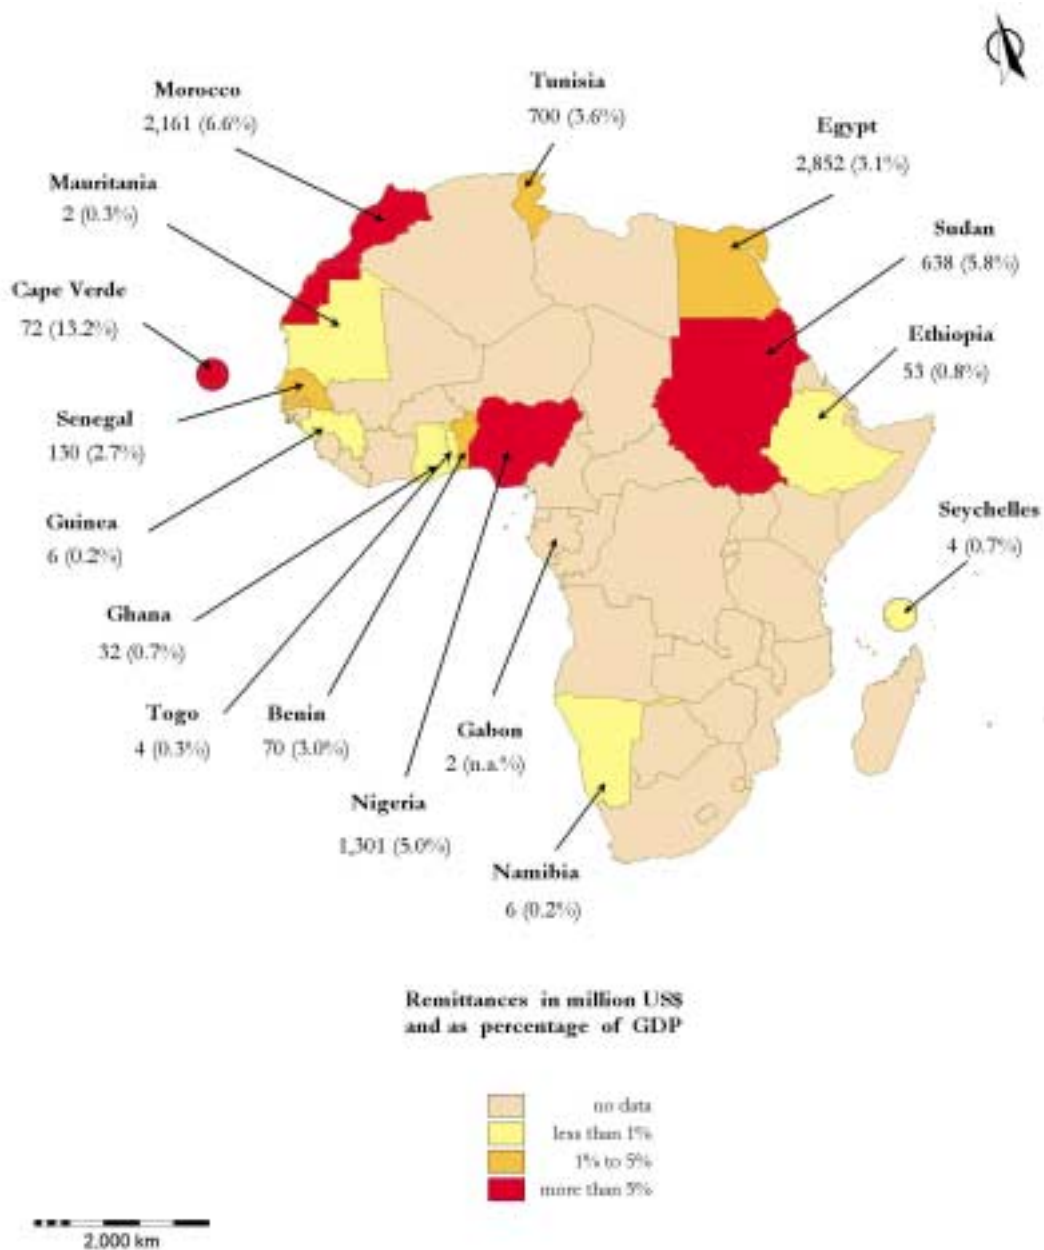 Morocco
2,161 (6.6%)
Tunisia
700 (3.6%)
Egypt
2,852 (3.1%)
Mauritania
2 (0.3%)
Sudan
638 (5.8%)
Cape Verde
72 (13.2%)
Ethiopia
53 (0.8%)
Senegal
130 (2.7%)
Seychelles
4 (0.7%)
Guinea
6 (0.2%)
Ghana
32 (0.7%)
Togo
4 (0.3%)
Benin
70 (3.0%)
Gabon
2 (n.a.%)
Nigeria
1,301 (5.0%)
Namibia
6 (0.2%)
Remittances in million US$
and as percentage of GDP
no data
less than 1%
1% to 5%
more than 5%
2,000 km